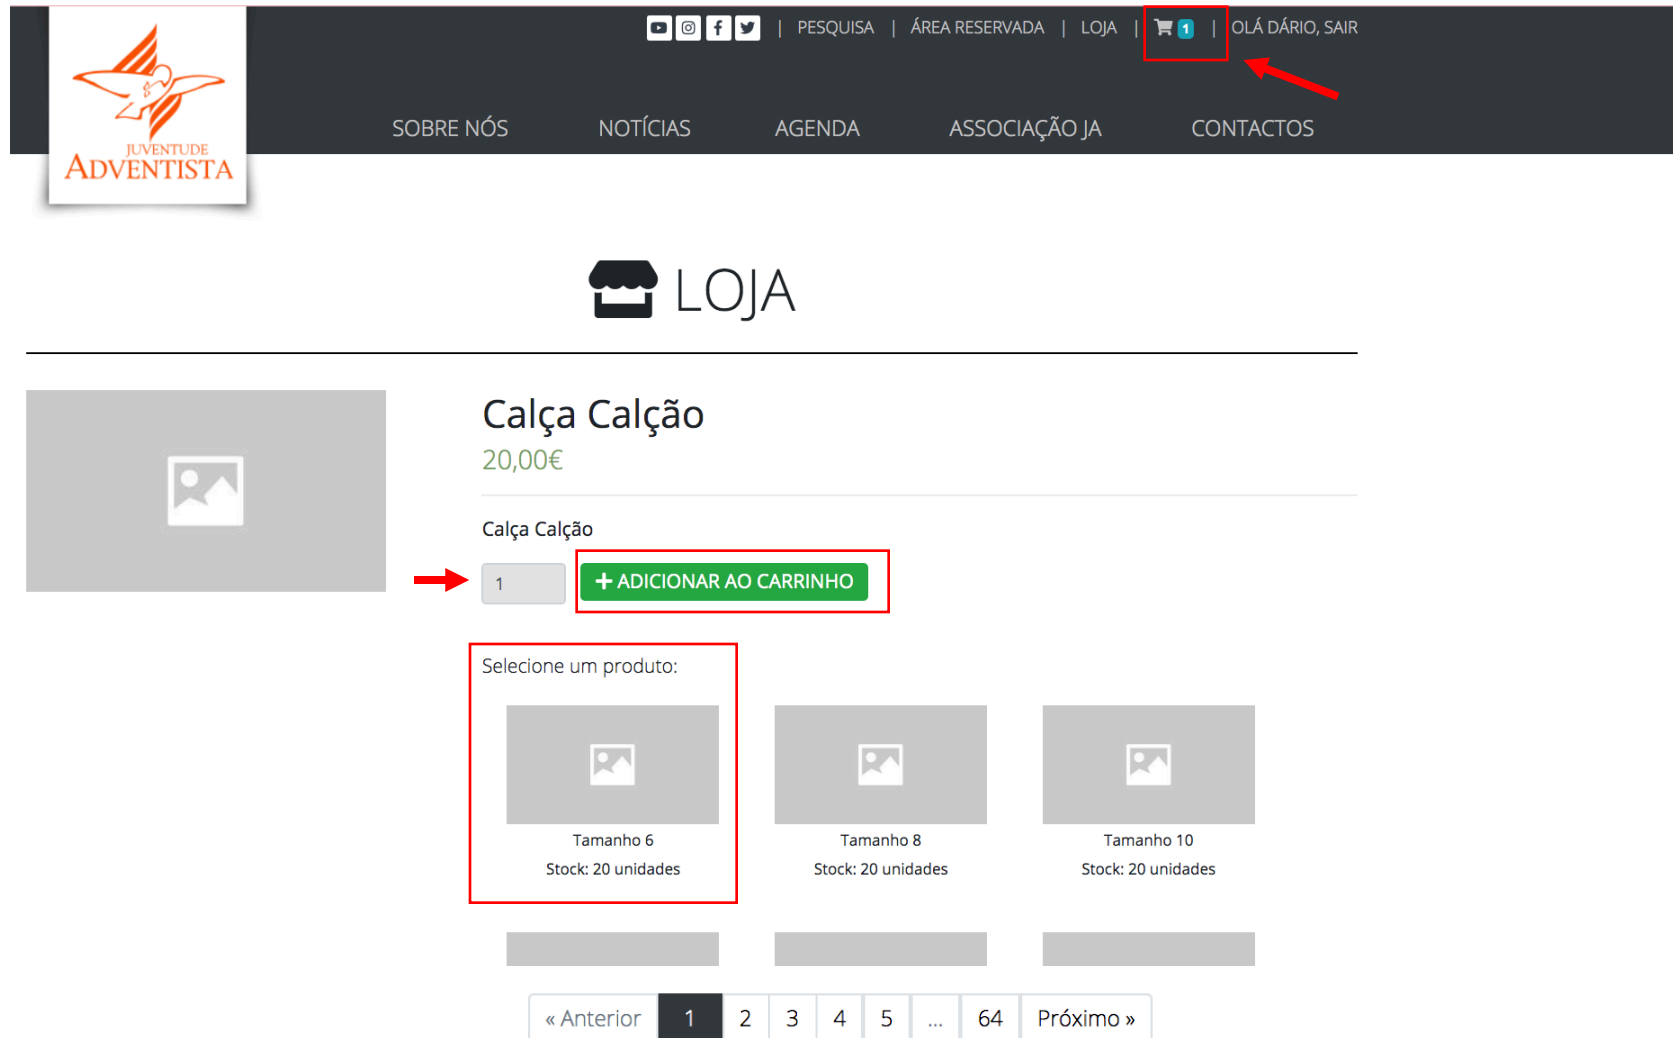 | PESQUISA | ÁREA RESERVADA | LOJA | 1 | OLÁ DÁRIO, SAIR
JUVENTUDE
ADVENTISTA
SOBRE NÓS NOTÍCIAS AGENDA ASSOCIAÇÃO JA CONTACTOS
LOJA
Calça Calção
20,00€
Calça Calção
1 + ADICIONAR AO CARRINHO
Selecione um produto:
Tamanho 6 Tamanho 8 Tamanho 10
Stock: 20 unidades Stock: 20 unidades Stock: 20 unidades
« Anterior 1 2 3 4 5 ... 64 Próximo »